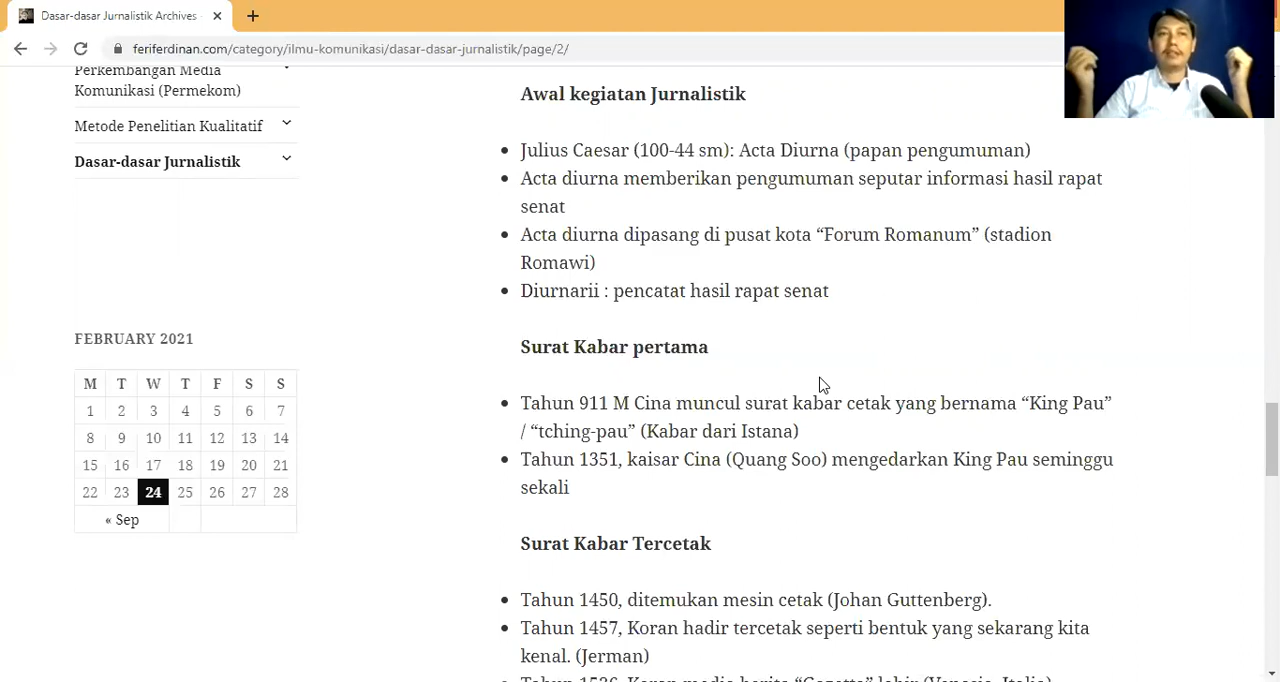 Dasar-dasar Jurnalistik Archives
feriferdinan.com/category/ilmu-komunikasi/dasar-dasar-jurnalistik/page/2/
Perkembangan Media
Komunikasi (Permekom)
Metode Penelitian Kualitatif
Dasar-dasar Jurnalistik
FEBRUARY 2021
M T W T F S S
1 2 3 4 5 6 7
8 9 10 11 12 13 14
15 16 17 18 19 20 21
22 23 24 25 26 27 28
« Sep
Awal kegiatan Jurnalistik
Julius Caesar (100-44 sm): Acta Diurna (papan pengumuman)
Acta diurna memberikan pengumuman seputar informasi hasil rapat
senat
Acta diurna dipasang di pusat kota “Forum Romanum” (stadion
Romawi)
Diurnarii : pencatat hasil rapat senat
Surat Kabar pertama
Tahun 911 M Cina muncul surat kabar cetak yang bernama “King Pau”
/ “tching-pau” (Kabar dari Istana)
Tahun 1351, kaisar Cina (Quang Soo) mengedarkan King Pau seminggu
sekali
Surat Kabar Tercetak
Tahun 1450, ditemukan mesin cetak (Johan Guttenberg).
Tahun 1457, Koran hadir tercetak seperti bentuk yang sekarang kita
kenal. (Jerman)